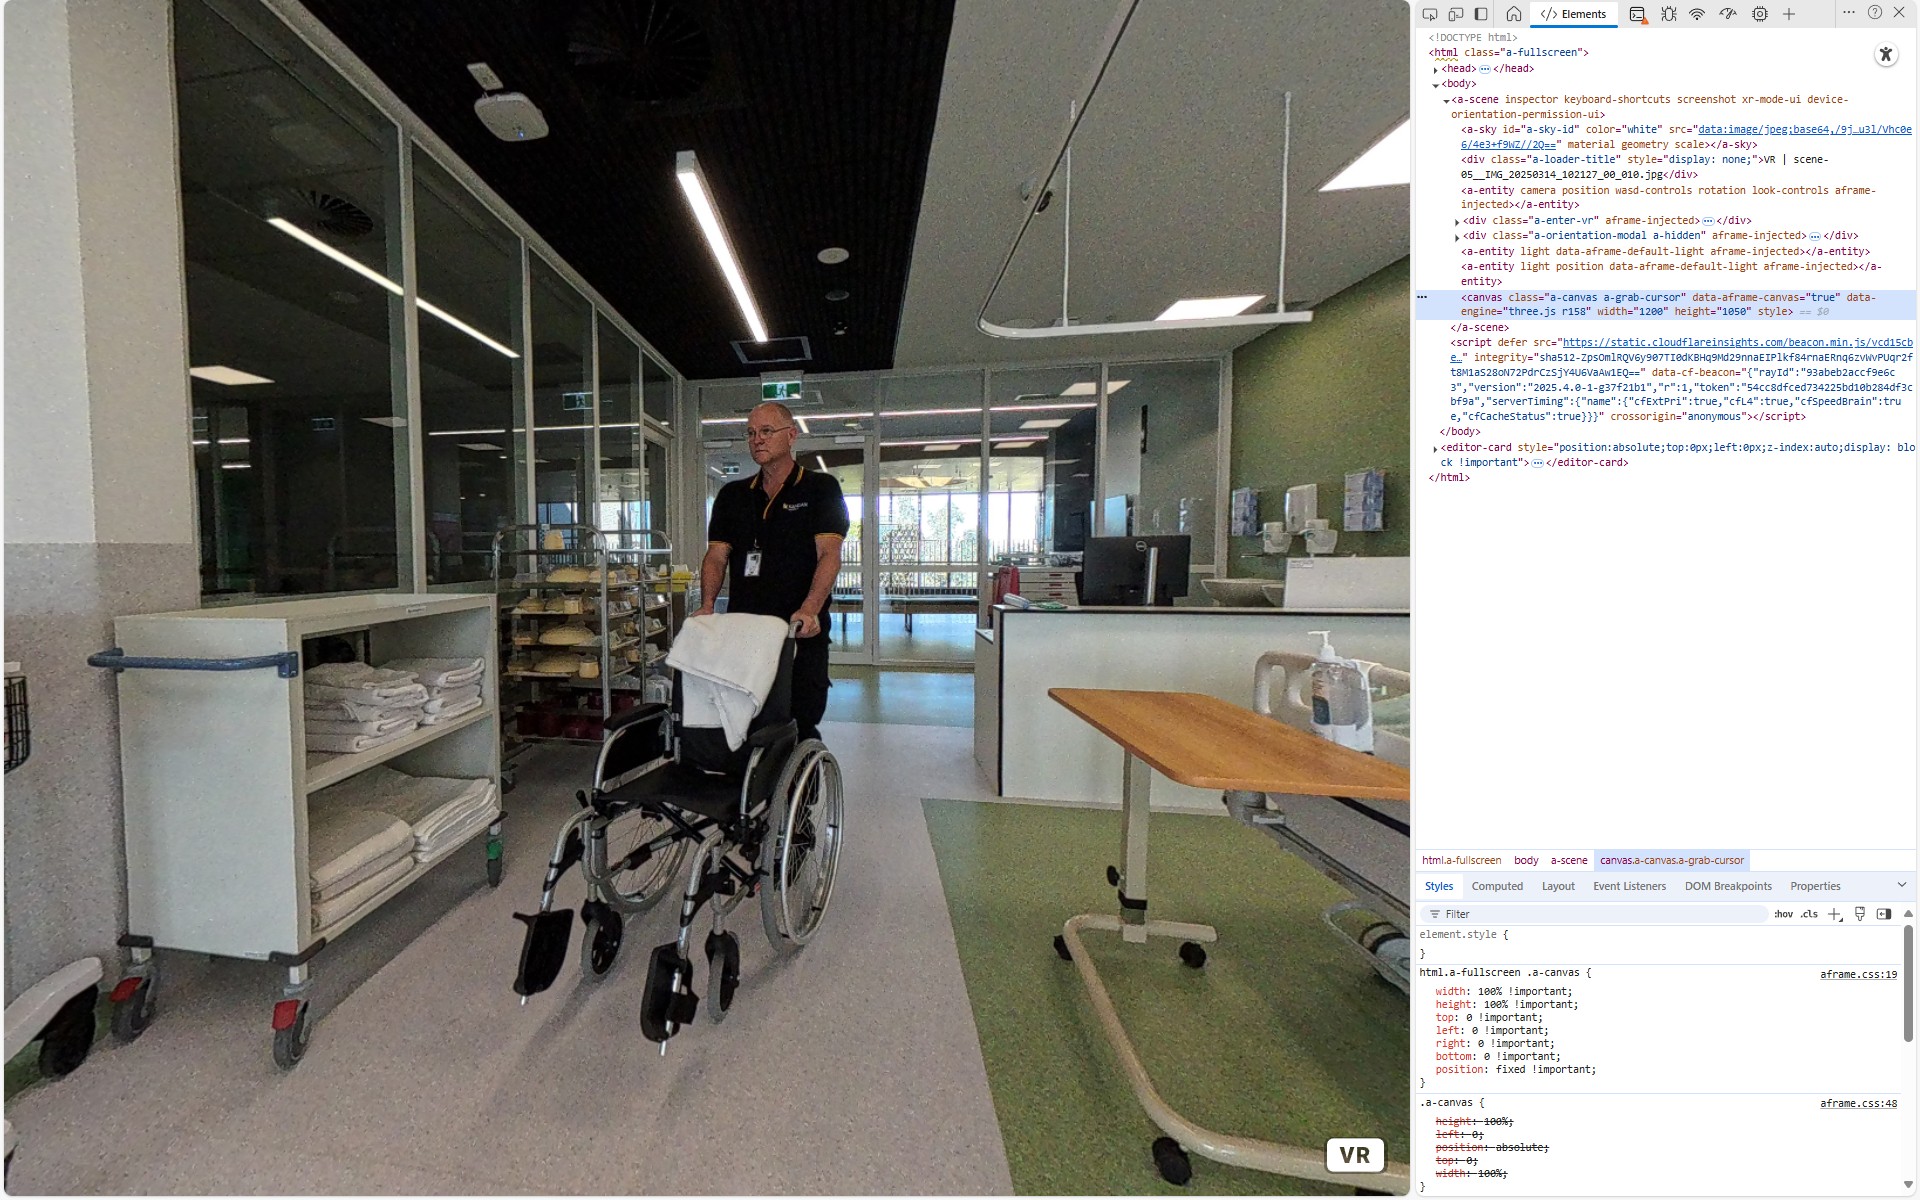 Elements
<!DOCTYPE html>
<html class="a-fullscreen">
<head> </head>
<body>
<a-scene inspector keyboard-shortcuts screenshot xr-mode-ui device-
orientation-permission-ui>
<a-sky id="a-sky-id" color="white" src="data:image/jpeg;base64,/9j…u3l/Vhc0e
6/4e3+f9WZ//2Q==" material geometry scale></a-sky>
<div class="a-loader-title" style="display: none;">VR | scene-
05__IMG_20250314_102127_00_010.jpg</div>
<a-entity camera position wasd-controls rotation look-controls aframe-
injected></a-entity>
<div class="a-enter-vr" aframe-injected> </div>
<div class="a-orientation-modal a-hidden" aframe-injected> </div>
<a-entity light data-aframe-default-light aframe-injected></a-entity>
<a-entity light position data-aframe-default-light aframe-injected></a-
entity>
<canvas class="a-canvas a-grab-cursor" data-aframe-canvas="true" data-
engine="three.js r158" width="1200" height="1050" style> == $0
</a-scene>
<script defer src="https://static.cloudflareinsights.com/beacon.min.js/vcd15cb
e…" integrity="sha512-ZpsOmlRQV6y907TI0dKBHq9Md29nnaEIPlkf84rnaERnq6zvWvPUqr2f
t8M1aS28oN72PdrCzSjY4U6VaAw1EQ==" data-cf-beacon="{"rayId":"93abeb2accf9e6c
3","version":"2025.4.0-1-g37f21b1","r":1,"token":"54cc8dfced734225bd10b284df3c
bf9a","serverTiming":{"name":{"cfExtPri":true,"cfL4":true,"cfSpeedBrain":tru
e,"cfCacheStatus":true}}}" crossorigin="anonymous"></script>
</body>
<editor-card style="position:absolute;top:0px;left:0px;z-index:auto;display: blo
ck !important"> </editor-card>
</html>
html.a-fullscreen body a-scene canvas.a-canvas.a-grab-cursor
Styles Computed Layout Event Listeners DOM Breakpoints Properties
Filter :hov .cls
element.style {
}
html.a-fullscreen .a-canvas { aframe.css:19
width: 100% !important;
height: 100% !important;
top: 0 !important;
left: 0 !important;
right: 0 !important;
bottom: 0 !important;
position: fixed !important;
}
.a-canvas { aframe.css:48
height: 100%;
left: 0;
position: absolute;
top: 0;
width: 100%;
}
VR
DELL